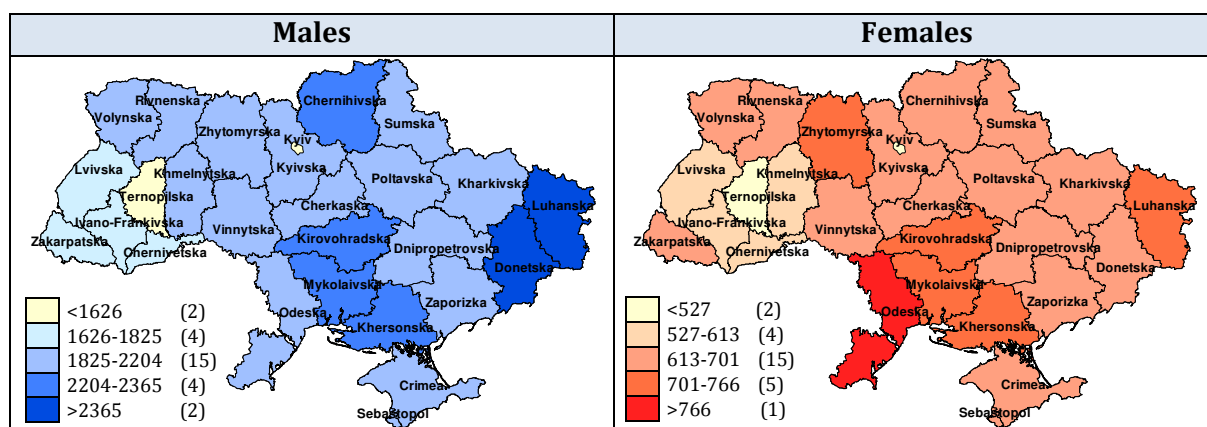 Males
Females
Chernihivska
Rivnenska
Volynska
Sumska
Zhytomyrska
Kyiv
Lvivska
Khmelnytska
Kyivska
Poltavska
Kharkivska
Ternopilska
Luhanska
Cherkaska
Ivano-Frankivska
Vinnytska
Zakarpatska
Kirovohradska
Dnipropetrovska
Ohernivetska
Donetska
Mykolaivska
Zaporizka
Odeska
Khersonska
Crimea
Sebastopol
<1626 (2)
1626-1825 (4)
1825-2204 (15)
2204-2365 (4)
>2365 (2)
Chernihivska
Rivnenska
Volynska
Sumska
Zhytomyrska
Kyiv
Lvivska
Khmelnytska
Kyivska
Poltavska
Kharkivska
Ternopilska
Luhanska
Cherkaska
Ivano-Frankivska
Vinnytska
Zakarpatska
Kirovohradska
Dnipropetrovska
Ohernivetska
Donetska
Mykolaivska
Zaporizka
Odeska
Khersonska
Crimea
Sebastopol
<527 (2)
527-613 (4)
613-701 (15)
701-766 (5)
>766 (1)